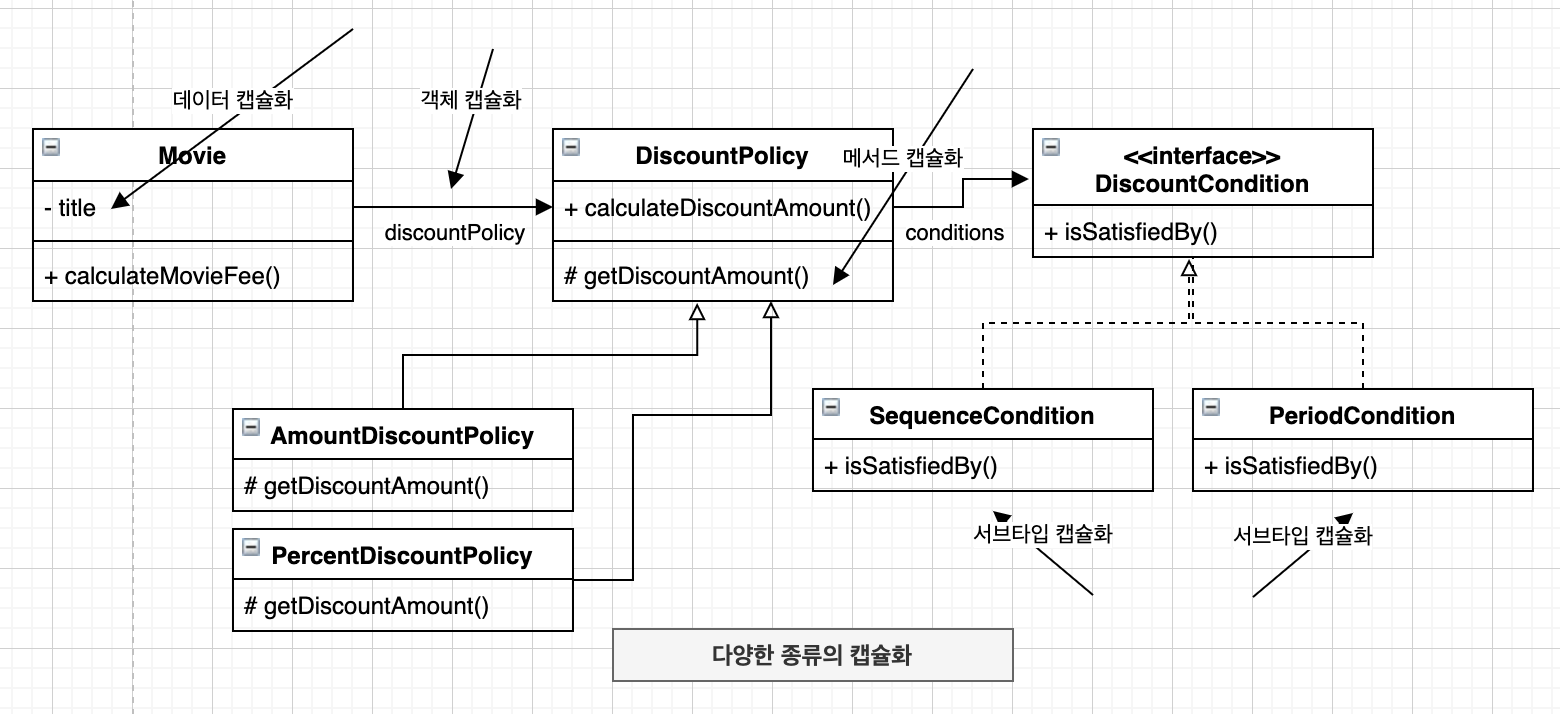 데이터 캡슐화
객체 캡슐화
메서드 캡슐화
Movie
- title
+ calculateMovieFee()
discountPolicy
DiscountPolicy
+ calculateDiscountAmount()
# getDiscountAmount()
conditions
<<interface>>
DiscountCondition
+ isSatisfiedBy()
AmountDiscountPolicy
# getDiscountAmount()
PercentDiscountPolicy
# getDiscountAmount()
SequenceCondition
+ isSatisfiedBy()
PeriodCondition
+ isSatisfiedBy()
서브타입 캡슐화
서브타입 캡슐화
다양한 종류의 캡슐화